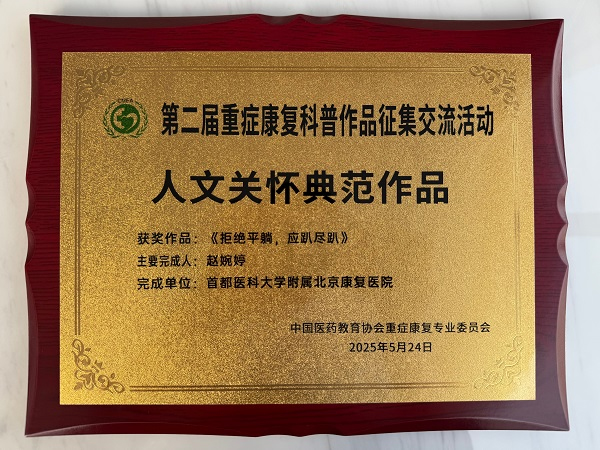 第二届重症康复科普作品征集交流活动
人文关怀典范作品
获奖作品：《拒绝平躺，应趴尽趴》
主要完成人：赵婉婷
完成单位：首都医科大学附属北京康复医院
中国医药教育协会重症康复专业委员会
2025年5月24日